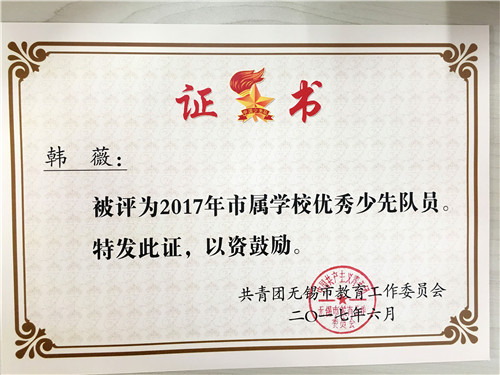 证 书
韩 薇：
被评为2017年市属学校优秀少先队员。
特发此证，以资鼓励。
共青团无锡市教育工作委员会
二〇一七年六月